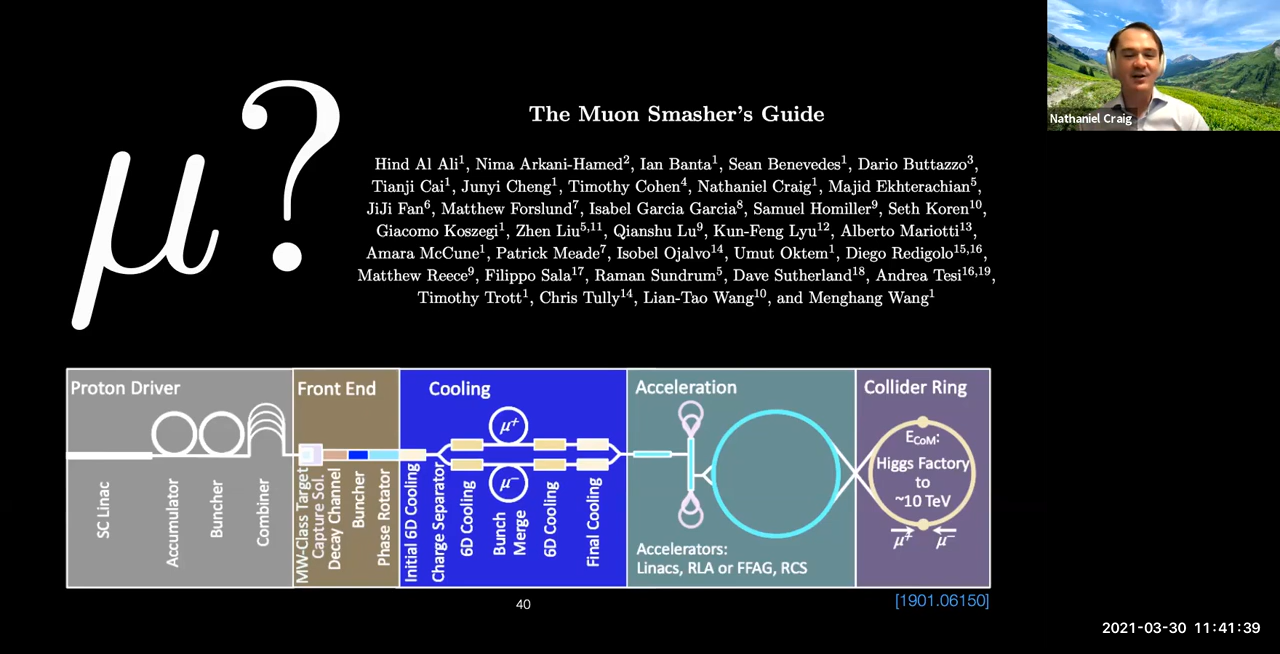 μ?
The Muon Smasher's Guide
Hind Al Ali¹, Nima Arkani-Hamed², Ian Banta¹, Sean Benevedes¹, Dario Buttazzo³,
Tianji Cai¹, Junyi Cheng¹, Timothy Cohen⁴, Nathaniel Craig¹, Majid Ekhterachian⁵,
JiJi Fan⁶, Matthew Forslund⁷, Isabel Garcia Garcia⁸, Samuel Homiller⁹, Seth Koren¹⁰,
Giacomo Koszegi¹, Zhen Liu⁵,¹¹, Qianshu Lu⁹, Kun-Feng Lyu¹², Alberto Mariotti¹³,
Amara McCune¹, Patrick Meade⁷, Isobel Ojalvo¹⁴, Umut Oktem¹, Diego Redigolo¹⁵,¹⁶,
Matthew Reece⁹, Filippo Sala¹⁷, Raman Sundrum⁵, Dave Sutherland¹⁸, Andrea Tesi¹⁶,¹⁹,
Timothy Trott¹, Chris Tully¹⁴, Lian-Tao Wang¹⁰, and Menghang Wang¹
Nathaniel Craig
Proton Driver
SC Linac
Accumulator
Buncher
Combiner
Front End
MW-Class Target
Capture Sol.
Decay Channel
Buncher
Phase Rotator
Cooling
μ⁺
μ⁻
Initial 6D Cooling
Charge Separator
6D Cooling
Bunch
Merge
6D Cooling
Final Cooling
Acceleration
Accelerators:
Linacs, RLA or FFAG, RCS
Collider Ring
E_CoM:
Higgs Factory
to
~10 TeV
μ⁺ μ⁻
40
[1901.06150]
2021-03-30 11:41:39